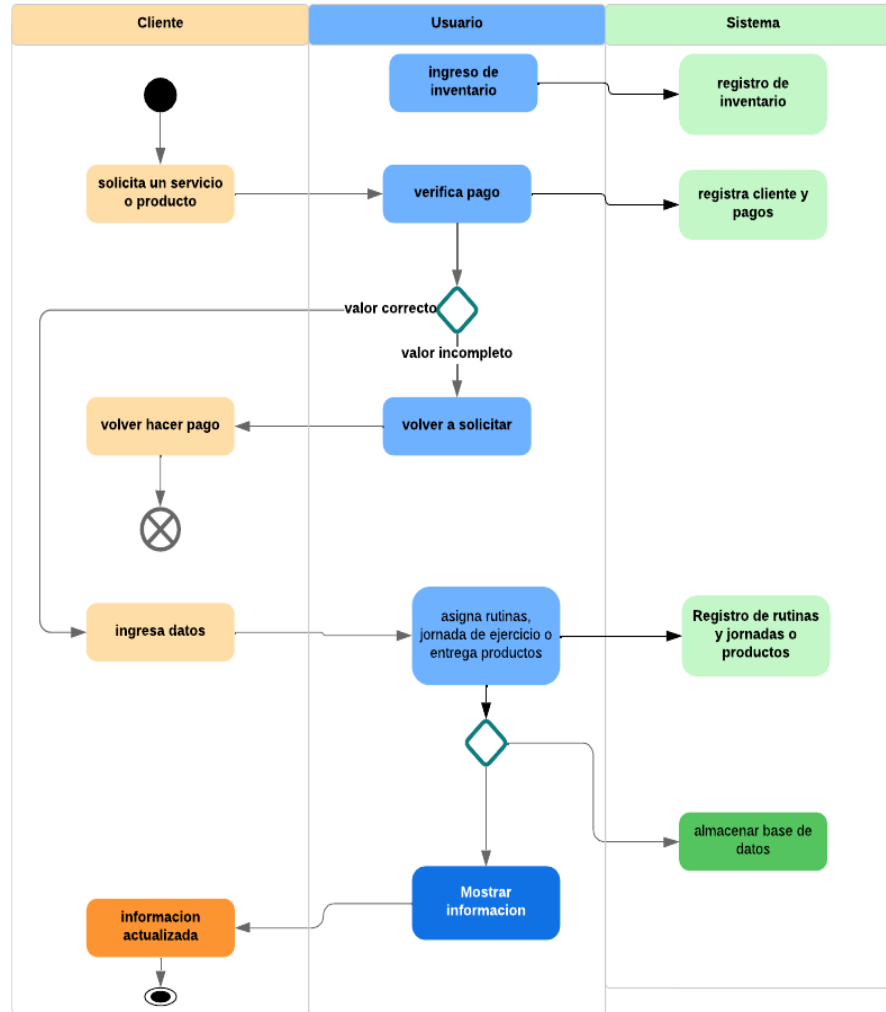 Cliente
Usuario
Sistema
ingreso de
inventario
registro de
inventario
solicita un servicio
o producto
verifica pago
registra cliente y
pagos
valor correcto
valor incompleto
volver hacer pago
volver a solicitar
ingresa datos
asigna rutinas,
jornada de ejercicio o
entrega productos
Registro de rutinas
y jornadas o
productos
almacenar base de
datos
Mostrar
informacion
informacion
actualizada